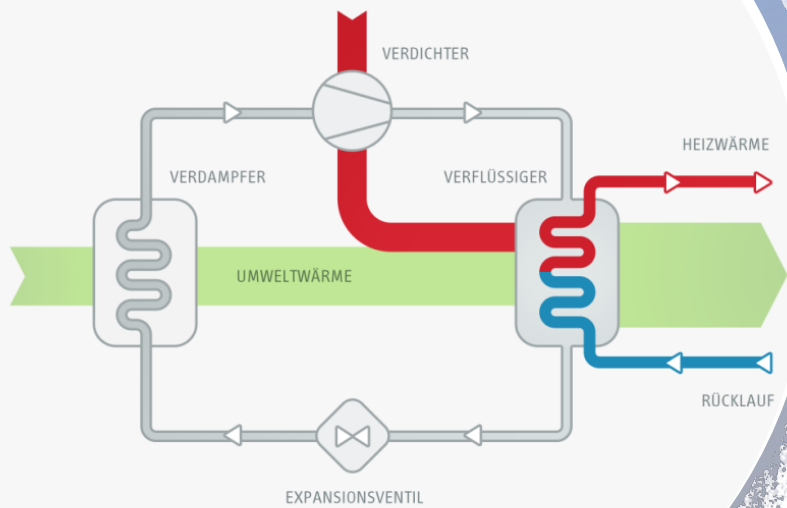 VERDICHTER
HEIZWÄRME
VERDAMPFER
VERFLÜSSIGER
UMWELTWÄRME
RÜCKLAUF
EXPANSIONSVENTIL